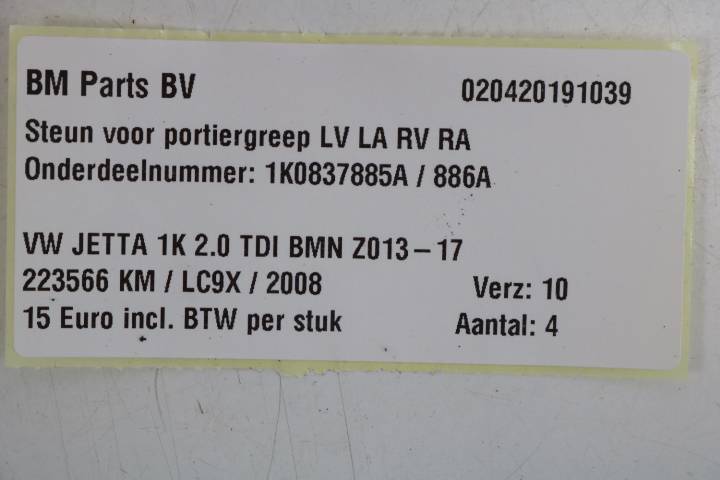 BM Parts BV 020420191039
Steun voor portiergreep LV LA RV RA
Onderdeelnummer: 1K0837885A / 886A
VW JETTA 1K 2.0 TDI BMN Z013-17
223566 KM / LC9X / 2008 Verz: 10
15 Euro incl. BTW per stuk Aantal: 4